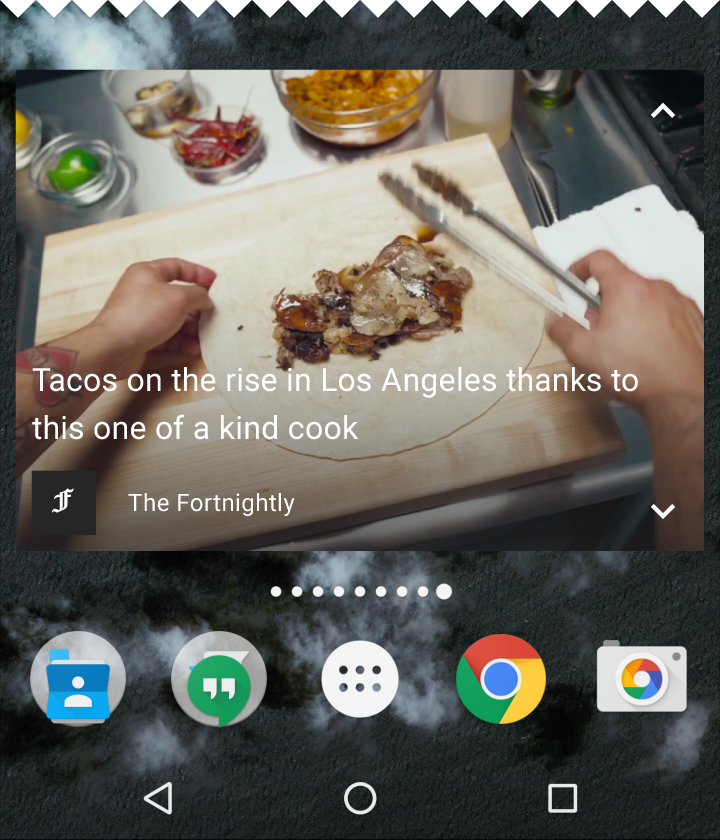 Tacos on the rise in Los Angeles thanks to
this one of a kind cook
The Fortnightly